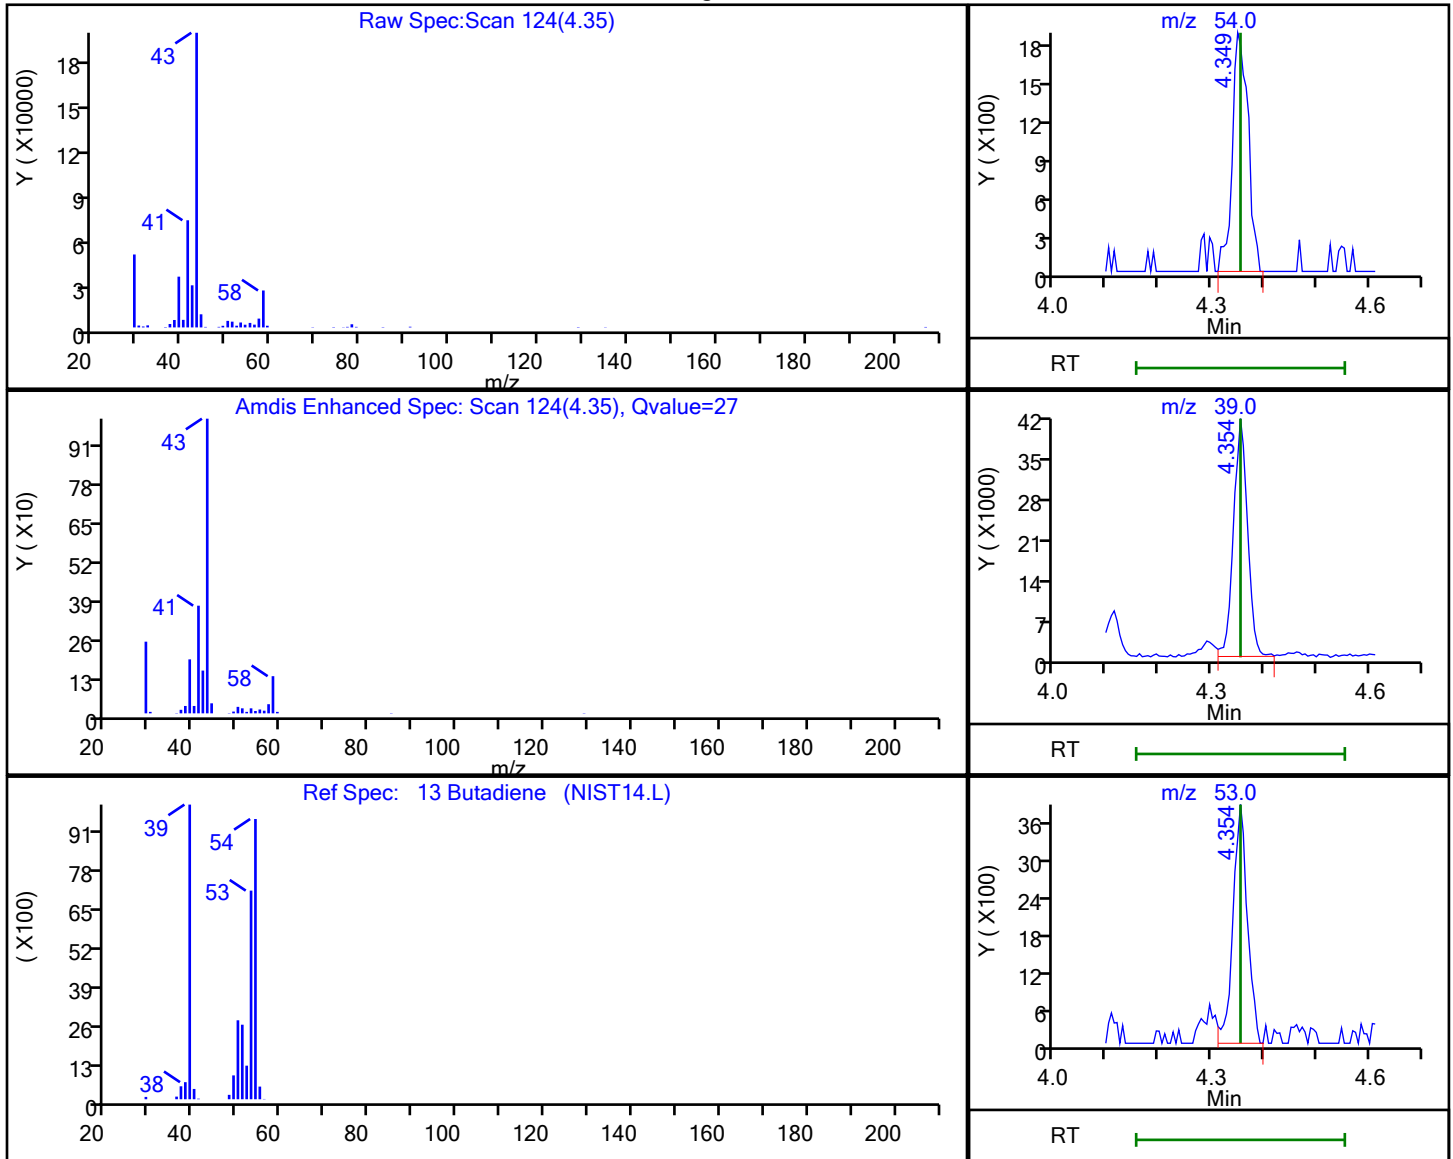 Raw Spec:Scan 124(4.35)
Y ( X10000)
18
15
12
9
6
3
0
43
41
58
20 40 60 80 100 120 140 160 180 200
m/z
m/z 54.0
Y ( X100)
18
15
12
9
6
3
0
4.349
4.0 4.3 4.6
Min
RT
Amdis Enhanced Spec: Scan 124(4.35), Qvalue=27
Y ( X10)
91
78
65
52
39
26
13
0
43
41
58
20 40 60 80 100 120 140 160 180 200
m/z
m/z 39.0
Y ( X1000)
42
35
28
21
14
7
0
4.354
4.0 4.3 4.6
Min
RT
Ref Spec: 13 Butadiene (NIST14.L)
( X100)
91
78
65
52
39
26
13
0
39
54
53
38
20 40 60 80 100 120 140 160 180 200
m/z 53.0
Y ( X100)
36
30
24
18
12
6
0
4.354
4.0 4.3 4.6
Min
RT